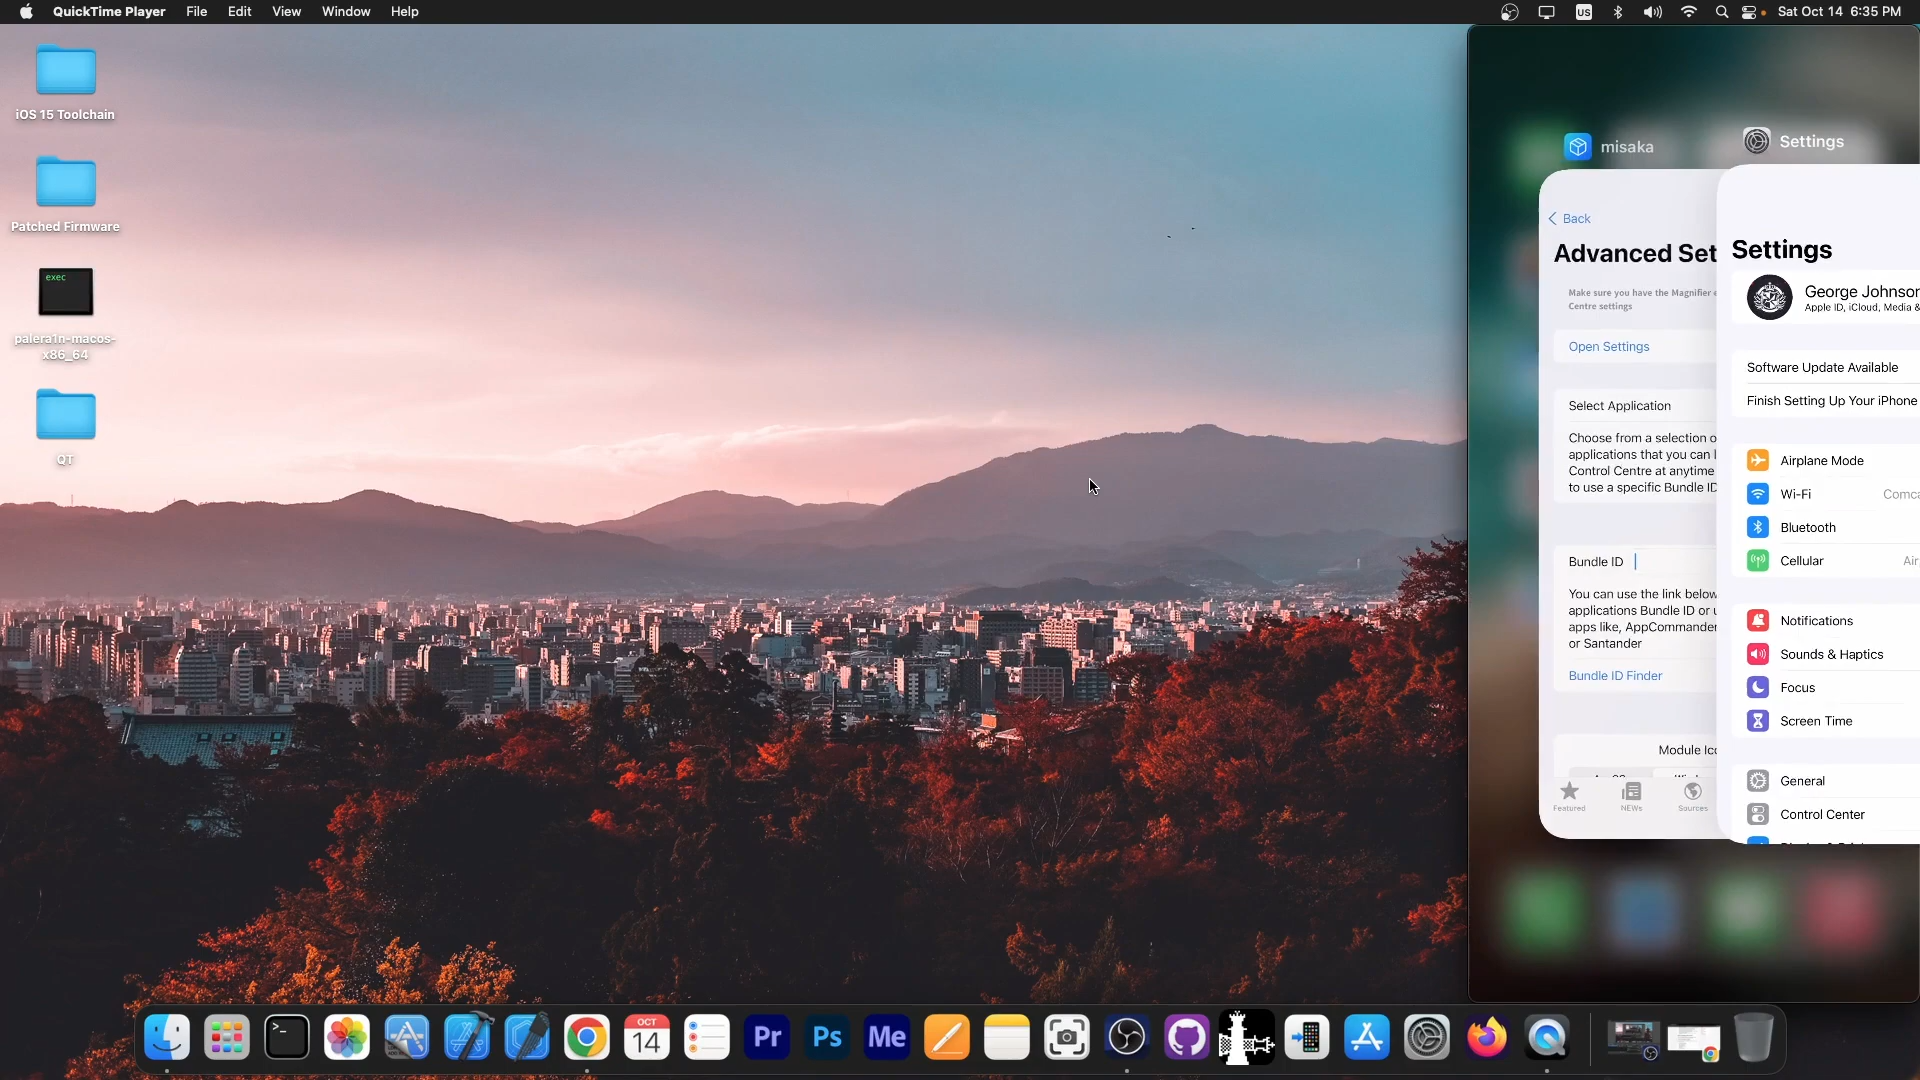 QuickTime Player File Edit View Window Help
US Sat Oct 14 6:35 PM
iOS 15 Toolchain
Patched Firmware
exec
palera1n-macos-
x86_64
QT
misaka
Back
Advanced Set
Make sure you have the Magnifier
Centre settings
Open Settings
Select Application
Choose from a selection o
applications that you can
Control Centre at anytime
to use a specific Bundle ID
Bundle ID
You can use the link below
applications Bundle ID or
apps like, AppCommander
or Santander
Bundle ID Finder
Module Ico
Featured NEWs Sources
Settings
Settings
George Johnson
Apple ID, iCloud, Media &
Software Update Available
Finish Setting Up Your iPhone
Airplane Mode
Wi-Fi Comca
Bluetooth
Cellular Air
Notifications
Sounds & Haptics
Focus
Screen Time
General
Control Center
>_
OCT
14
Pr
Ps
Me